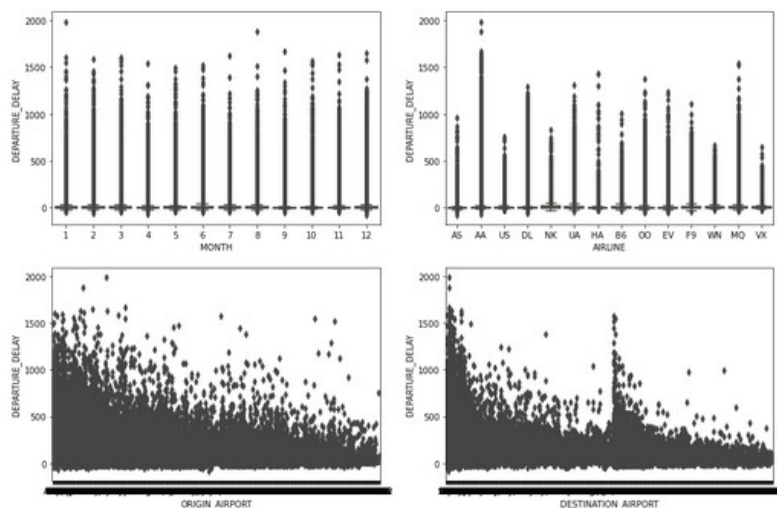 2000
1500
1000
500
0
DEPARTURE_DELAY
1 2 3 4 5 6 7 8 9 10 11 12
MONTH
2000
1500
1000
500
0
DEPARTURE_DELAY
AS AA US DL NK UA HA B6 OO EV F9 WN MQ VX
AIRLINE
2000
1500
1000
500
0
DEPARTURE_DELAY
ORIGIN_AIRPORT
2000
1500
1000
500
0
DEPARTURE_DELAY
DESTINATION_AIRPORT